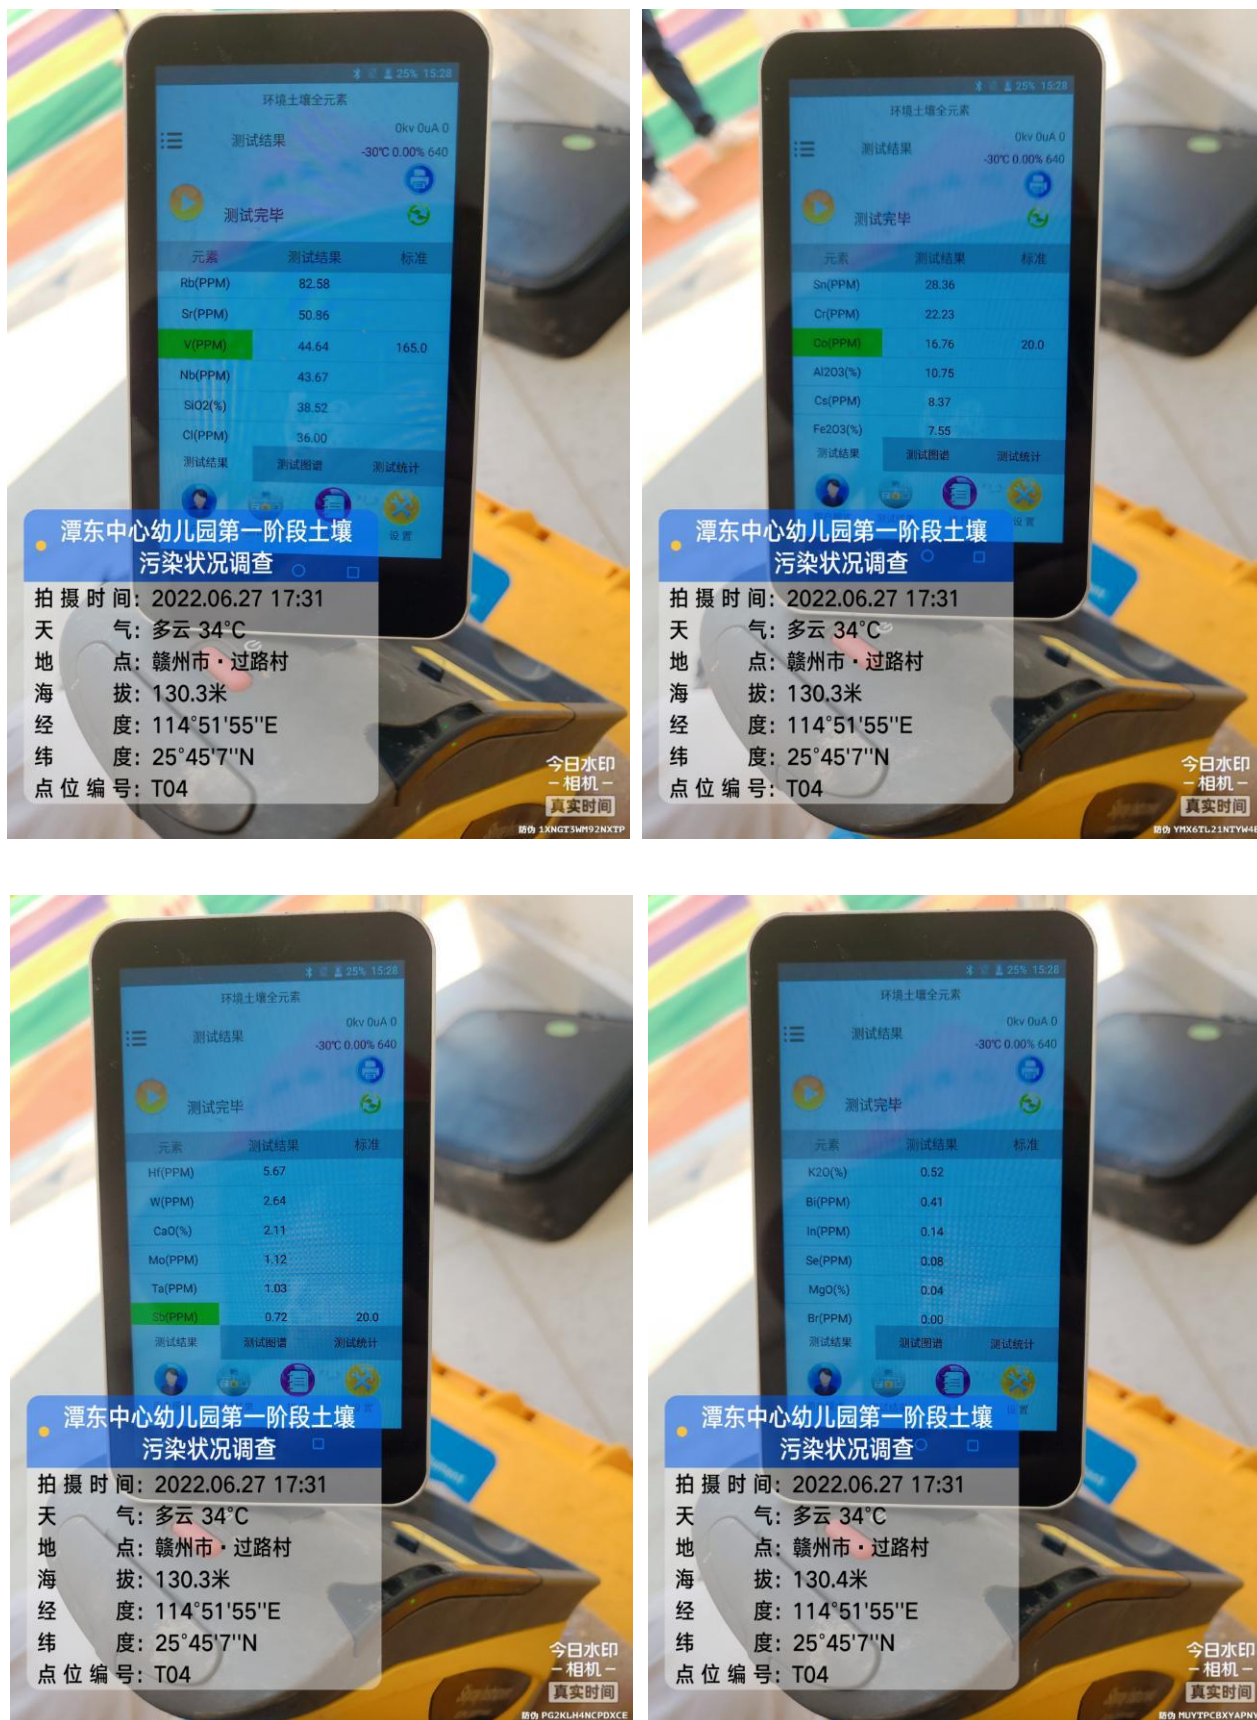 25% 15:28
环境土壤全元素
0kv 0uA 0
测试结果
-30℃ 0.00% 640
测试完毕
元素 测试结果 标准
Rb(PPM) 82.58
Sr(PPM) 50.86
V(PPM) 44.64 165.0
Nb(PPM) 43.67
SiO2(%) 38.52
Cl(PPM) 36.00
测试结果 测试图谱 测试统计
设置
潭东中心幼儿园第一阶段土壤
污染状况调查
拍摄时间: 2022.06.27 17:31
天气: 多云 34°C
地点: 赣州市·过路村
海拔: 130.3米
经度: 114°51'55''E
纬度: 25°45'7''N
点位编号: T04
今日水印
-相机-
真实时间
防伪 1XNGT3WM92NXTP
25% 15:28
环境土壤全元素
0kv 0uA 0
测试结果
-30℃ 0.00% 640
测试完毕
元素 测试结果 标准
Sn(PPM) 28.36
Cr(PPM) 22.23
Co(PPM) 16.76 20.0
Al2O3(%) 10.75
Cs(PPM) 8.37
Fe2O3(%) 7.55
测试结果 测试图谱 测试统计
设置
潭东中心幼儿园第一阶段土壤
污染状况调查
拍摄时间: 2022.06.27 17:31
天气: 多云 34°C
地点: 赣州市·过路村
海拔: 130.3米
经度: 114°51'55''E
纬度: 25°45'7''N
点位编号: T04
今日水印
-相机-
真实时间
防伪 YMX6TL21NTYW4E
25% 15:28
环境土壤全元素
0kv 0uA 0
测试结果
-30℃ 0.00% 640
测试完毕
元素 测试结果 标准
Hf(PPM) 5.67
W(PPM) 2.64
CaO(%) 2.11
Mo(PPM) 1.12
Ta(PPM) 1.03
Sb(PPM) 0.72 20.0
测试结果 测试图谱 测试统计
潭东中心幼儿园第一阶段土壤
污染状况调查
拍摄时间: 2022.06.27 17:31
天气: 多云 34°C
地点: 赣州市·过路村
海拔: 130.3米
经度: 114°51'55''E
纬度: 25°45'7''N
点位编号: T04
今日水印
-相机-
真实时间
防伪 PG2KLH4NCPDXCE
25% 15:28
环境土壤全元素
0kv 0uA 0
测试结果
-30℃ 0.00% 640
测试完毕
元素 测试结果 标准
K2O(%) 0.52
Bi(PPM) 0.41
In(PPM) 0.14
Se(PPM) 0.08
MgO(%) 0.04
Br(PPM) 0.00
测试结果 测试图谱 测试统计
设置
潭东中心幼儿园第一阶段土壤
污染状况调查
拍摄时间: 2022.06.27 17:31
天气: 多云 34°C
地点: 赣州市·过路村
海拔: 130.4米
经度: 114°51'55''E
纬度: 25°45'7''N
点位编号: T04
今日水印
-相机-
真实时间
防伪 MUYTPCBXYAPNY